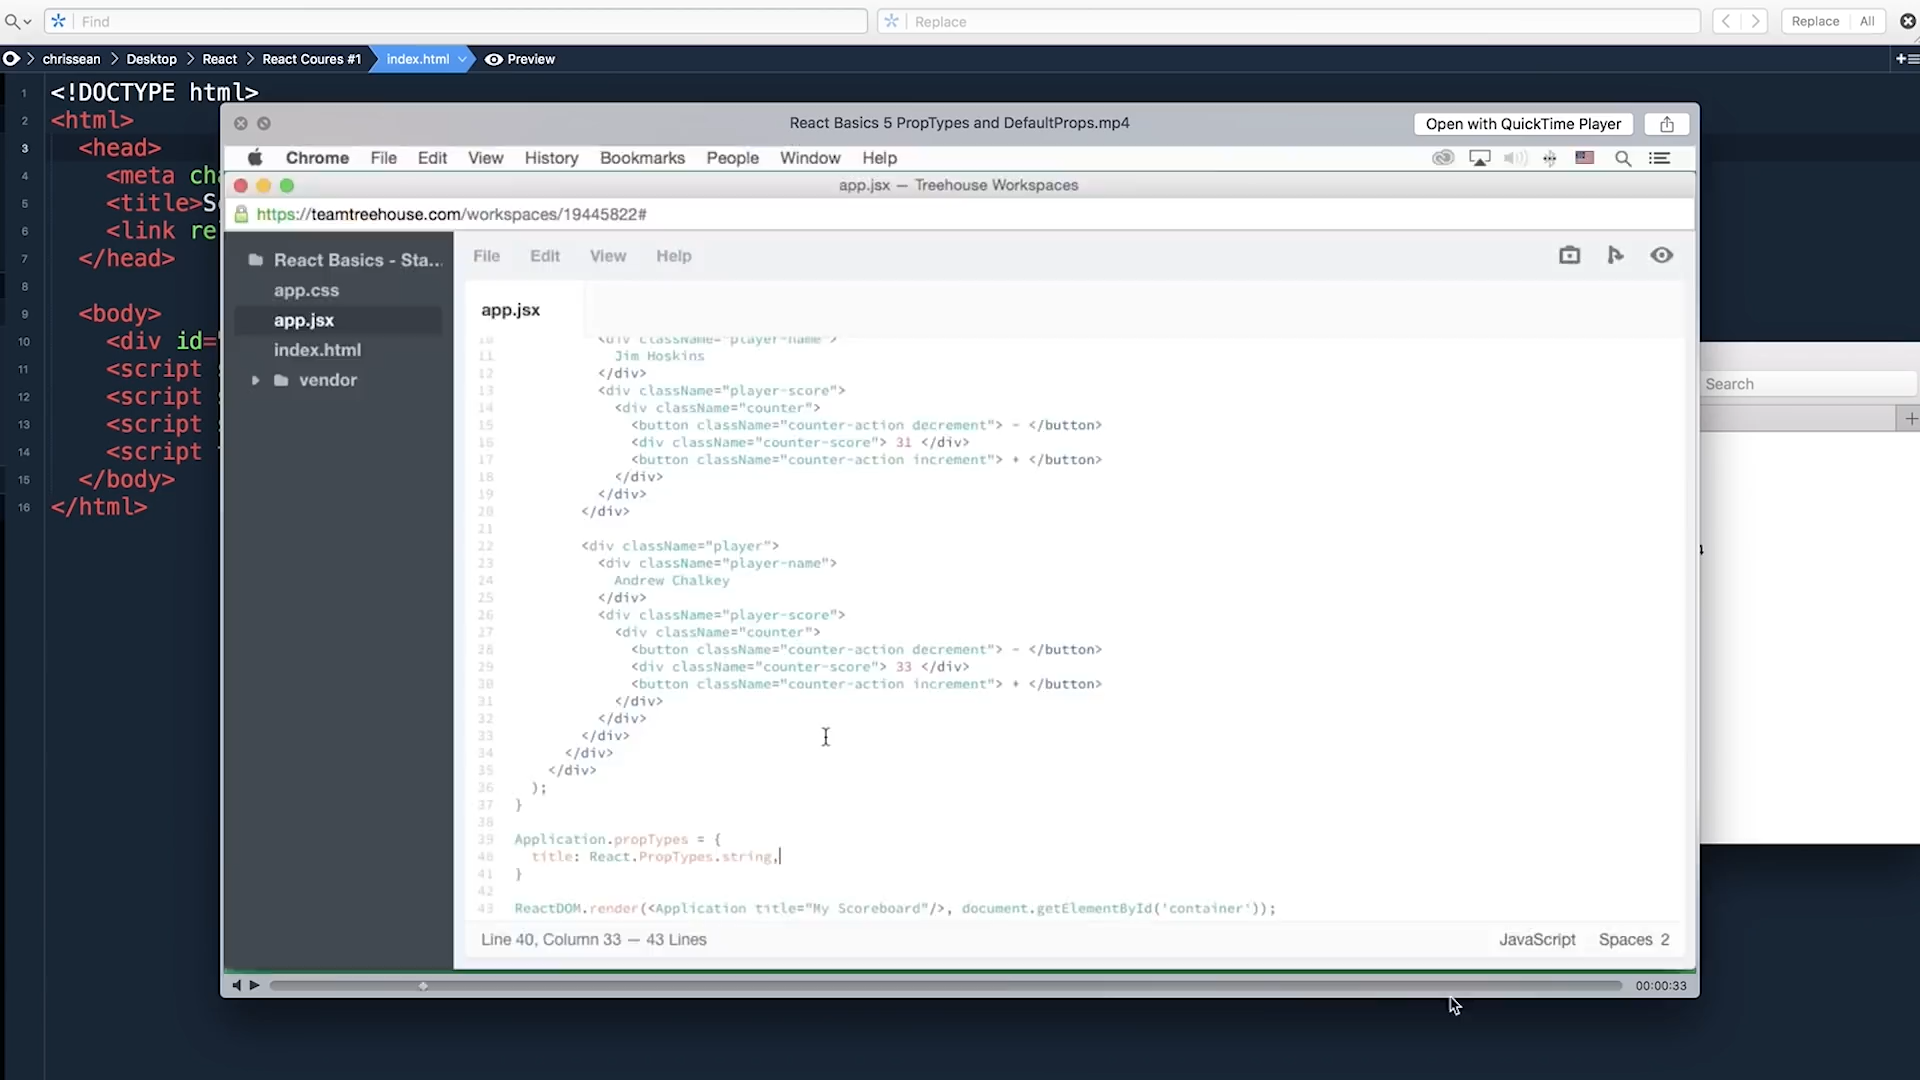 Find
Replace
Replace All
chrissean Desktop React React Coures #1 index.html Preview
1 <!DOCTYPE html>
2 <html>
3 <head>
4 <meta
5 <title>
6 <link
7 </head>
8
9 <body>
10 <div id=
11 <script
12 <script
13 <script
14 <script
15 </body>
16 </html>
React Basics 5 PropTypes and DefaultProps.mp4
Open with QuickTime Player
Chrome File Edit View History Bookmarks People Window Help
app.jsx — Treehouse Workspaces
https://teamtreehouse.com/workspaces/19445822#
React Basics - Sta...
app.css
app.jsx
index.html
vendor
File Edit View Help
app.jsx
10 <div className="player-name">
11 Jim Hoskins
12 </div>
13 <div className="player-score">
14 <div className="counter">
15 <button className="counter-action decrement"> - </button>
16 <div className="counter-score"> 31 </div>
17 <button className="counter-action increment"> + </button>
18 </div>
19 </div>
20 </div>
21
22 <div className="player">
23 <div className="player-name">
24 Andrew Chalkey
25 </div>
26 <div className="player-score">
27 <div className="counter">
28 <button className="counter-action decrement"> - </button>
29 <div className="counter-score"> 33 </div>
30 <button className="counter-action increment"> + </button>
31 </div>
32 </div>
33 </div>
34 </div>
35 </div>
36 );
37 }
38
39 Application.propTypes = {
40 title: React.PropTypes.string,
41 }
42
43 ReactDOM.render(<Application title="My Scoreboard"/>, document.getElementById('container'));
Line 40, Column 33 — 43 Lines
JavaScript Spaces 2
00:00:33
Search